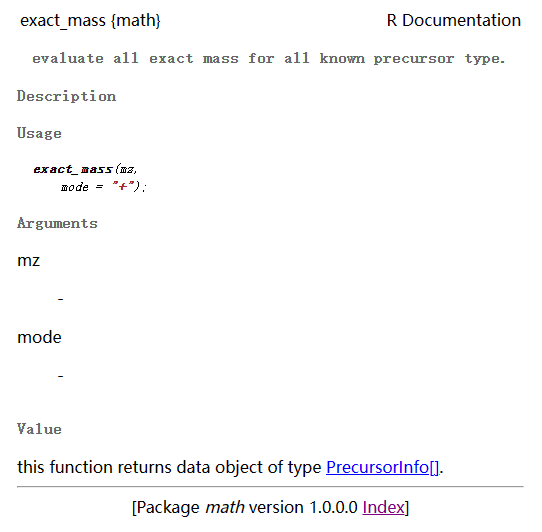 exact_mass {math} R Documentation
evaluate all exact mass for all known precursor type.
Description
Usage
exact_mass(mz,
mode = "+");
Arguments
mz
-
mode
-
Value
this function returns data object of type PrecursorInfo[].
[Package math version 1.0.0.0 Index]